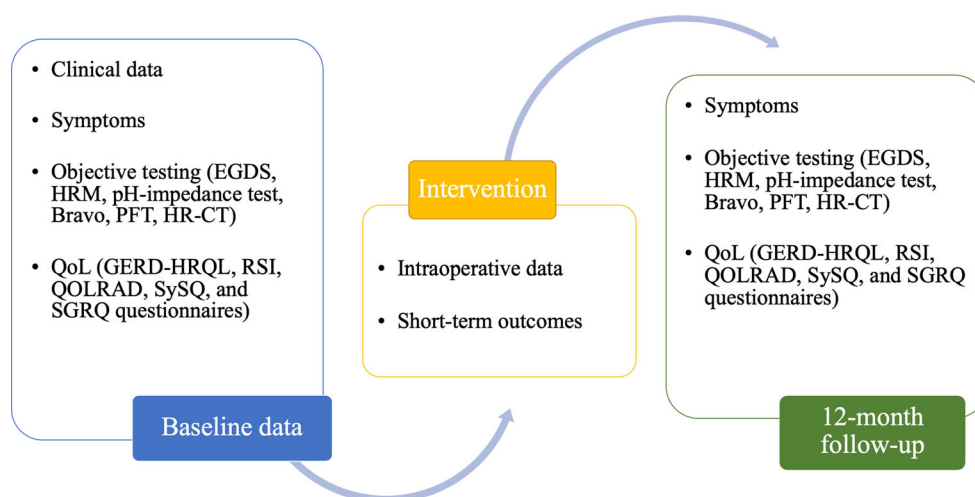 • Clinical data
• Symptoms
• Objective testing (EGDS,
HRM, pH-impedance test,
Bravo, PFT, HR-CT)
• QoL (GERD-HRQL, RSI,
QOLRAD, SySQ, and
SGRQ questionnaires)
Baseline data
Intervention
• Intraoperative data
• Short-term outcomes
• Symptoms
• Objective testing (EGDS,
HRM, pH-impedance test,
Bravo, PFT, HR-CT)
• QoL (GERD-HRQL, RSI,
QOLRAD, SySQ, and SGRQ
questionnaires)
12-month
follow-up